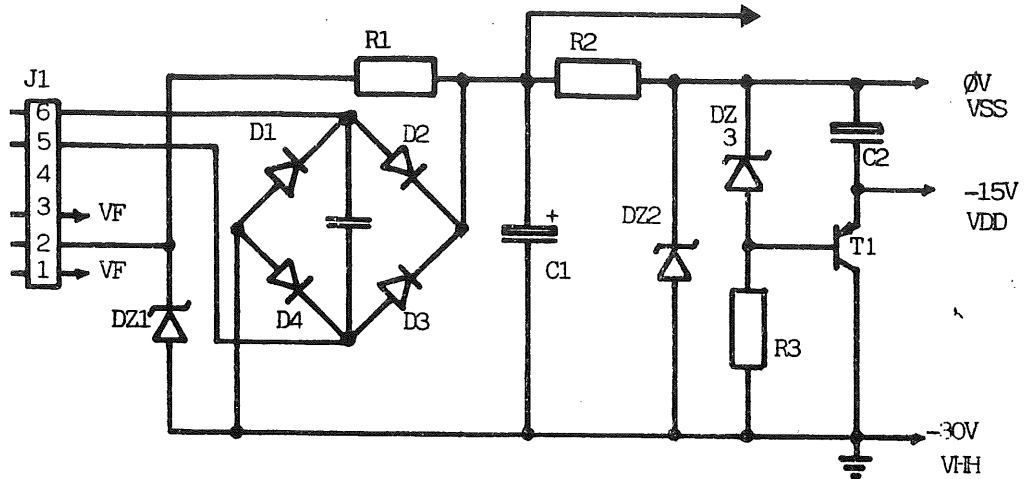 R1
R2
J1
6
5
4
3
2
1
VF
VF
D1
D2
D4
D3
DZ1
+
C1
DZ2
DZ
3
R3
T1
C2
ØV
VSS
-15V
VDD
-30V
VHH